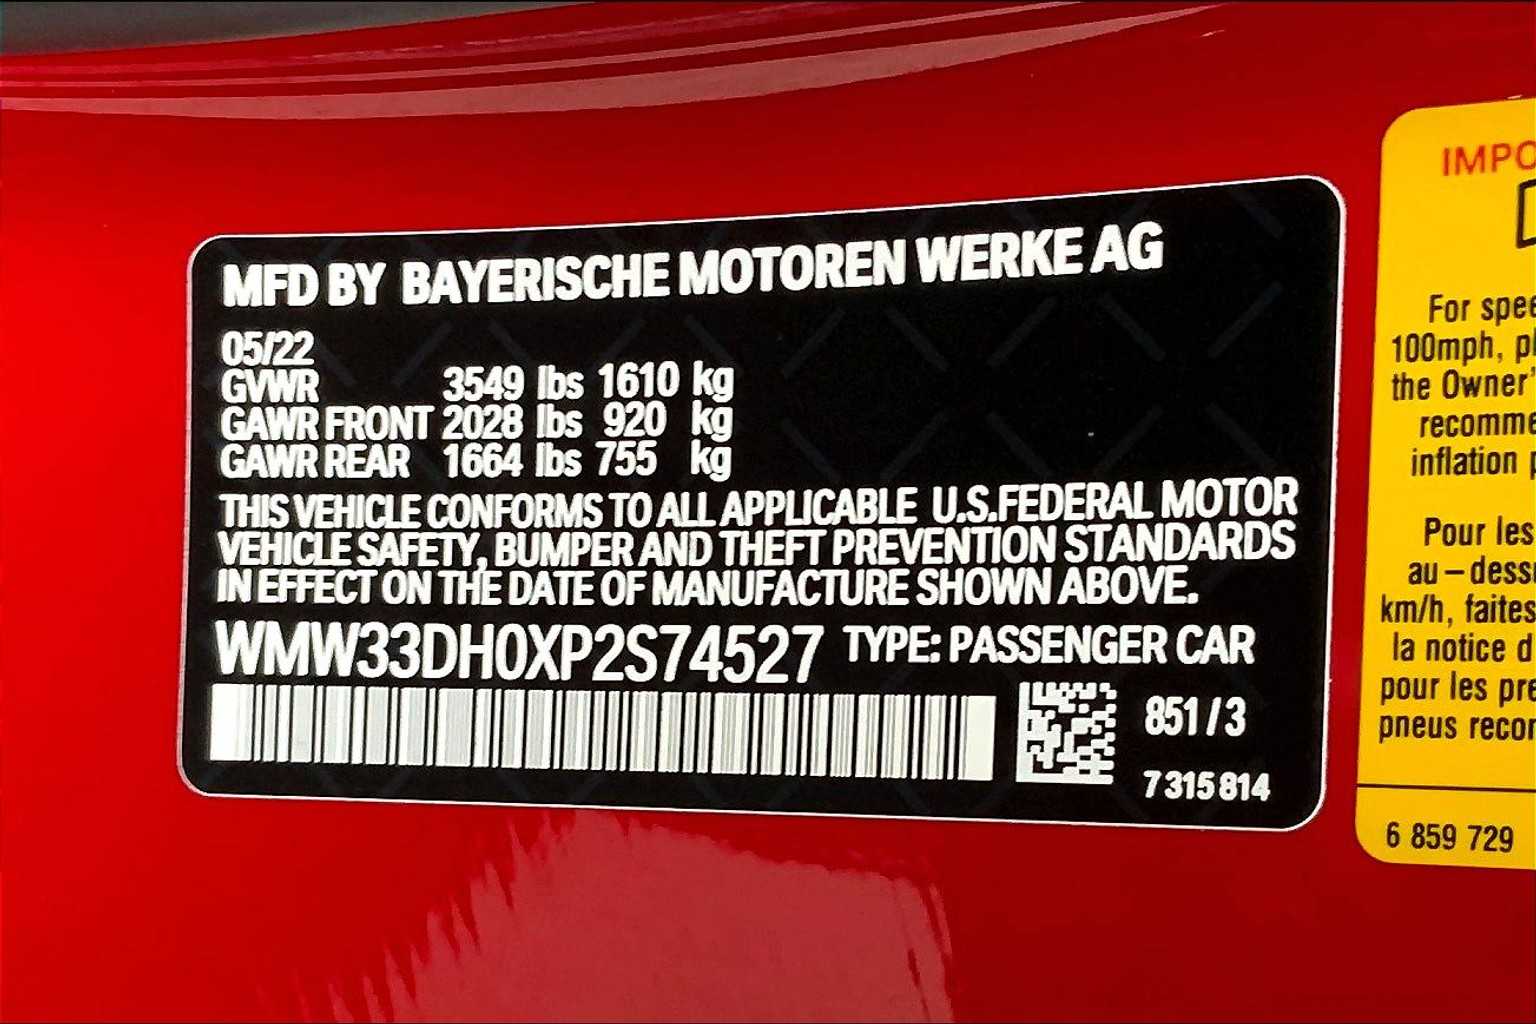 MFD BY BAYERISCHE MOTOREN WERKE AG
05/22
GVWR 3549 lbs 1610 kg
GAWR FRONT 2028 lbs 920 kg
GAWR REAR 1664 lbs 755 kg
THIS VEHICLE CONFORMS TO ALL APPLICABLE U.S.FEDERAL MOTOR
VEHICLE SAFETY, BUMPER AND THEFT PREVENTION STANDARDS
IN EFFECT ON THE DATE OF MANUFACTURE SHOWN ABOVE.
WMW33DH0XP2S74527 TYPE: PASSENGER CAR
851/3
7 315 814
IMPO
For spee
100mph, pl
the Owner'
recomme
inflation p
Pour les
au – dessu
km/h, faites
la notice d
pour les pre
pneus recor
6 859 729